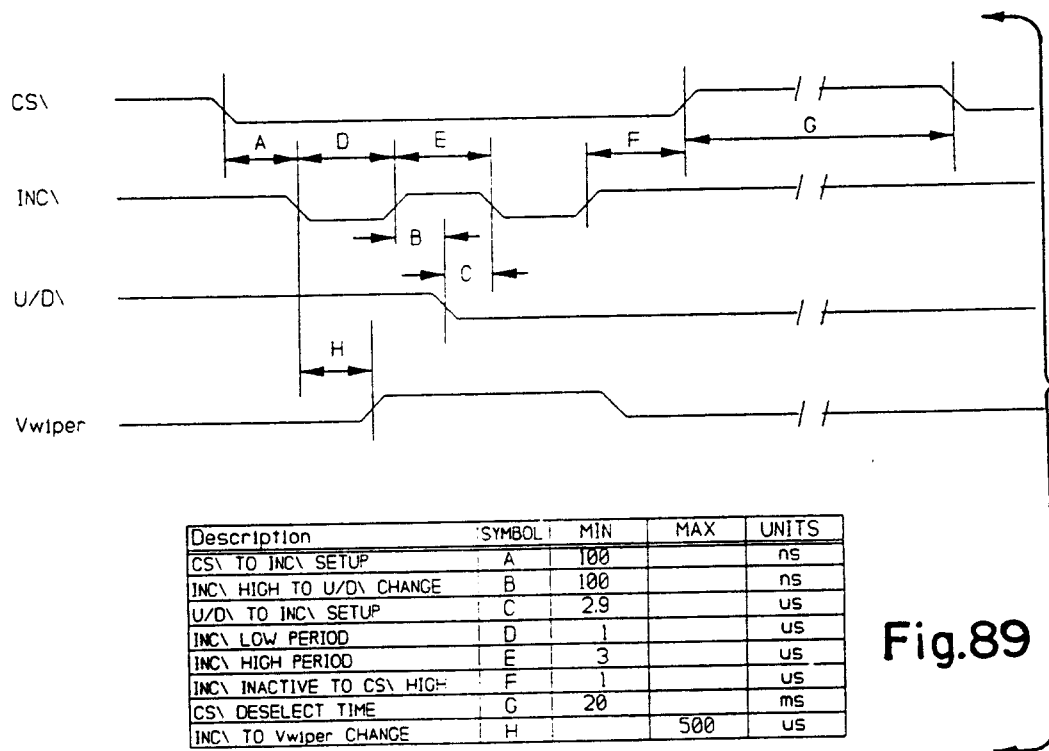 CS\
A D E F G
INC\
B
C
U/D\
H
Vwiper
Description SYMBOL MIN MAX UNITS
CS\ TO INC\ SETUP A 100 ns
INC\ HIGH TO U/D\ CHANGE B 100 ns
U/D\ TO INC\ SETUP C 2.9 us
INC\ LOW PERIOD D 1 us
INC\ HIGH PERIOD E 3 us
INC\ INACTIVE TO CS\ HIGH F 1 us
CS\ DESELECT TIME G 20 ms
INC\ TO Vwiper CHANGE H 500 us
Fig.89